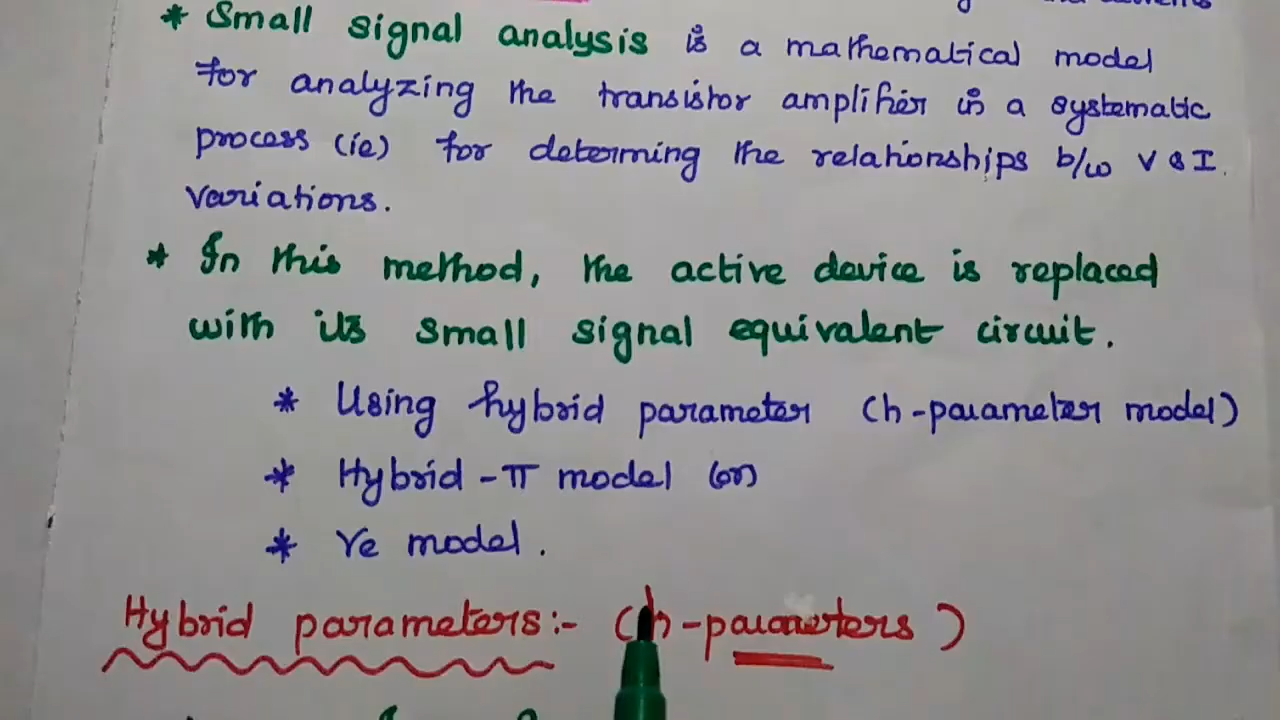 * Small signal analysis is a mathematical model
for analyzing the transistor amplifier in a systematic
process (ie) for determing the relationships b/w V & I
variations.
* In this method, the active device is replaced
with its small signal equivalent circuit.
* Using hybrid parameter (h-parameter model)
* Hybrid-π model (or)
* re model.
Hybrid parameters:- (h-parameters)